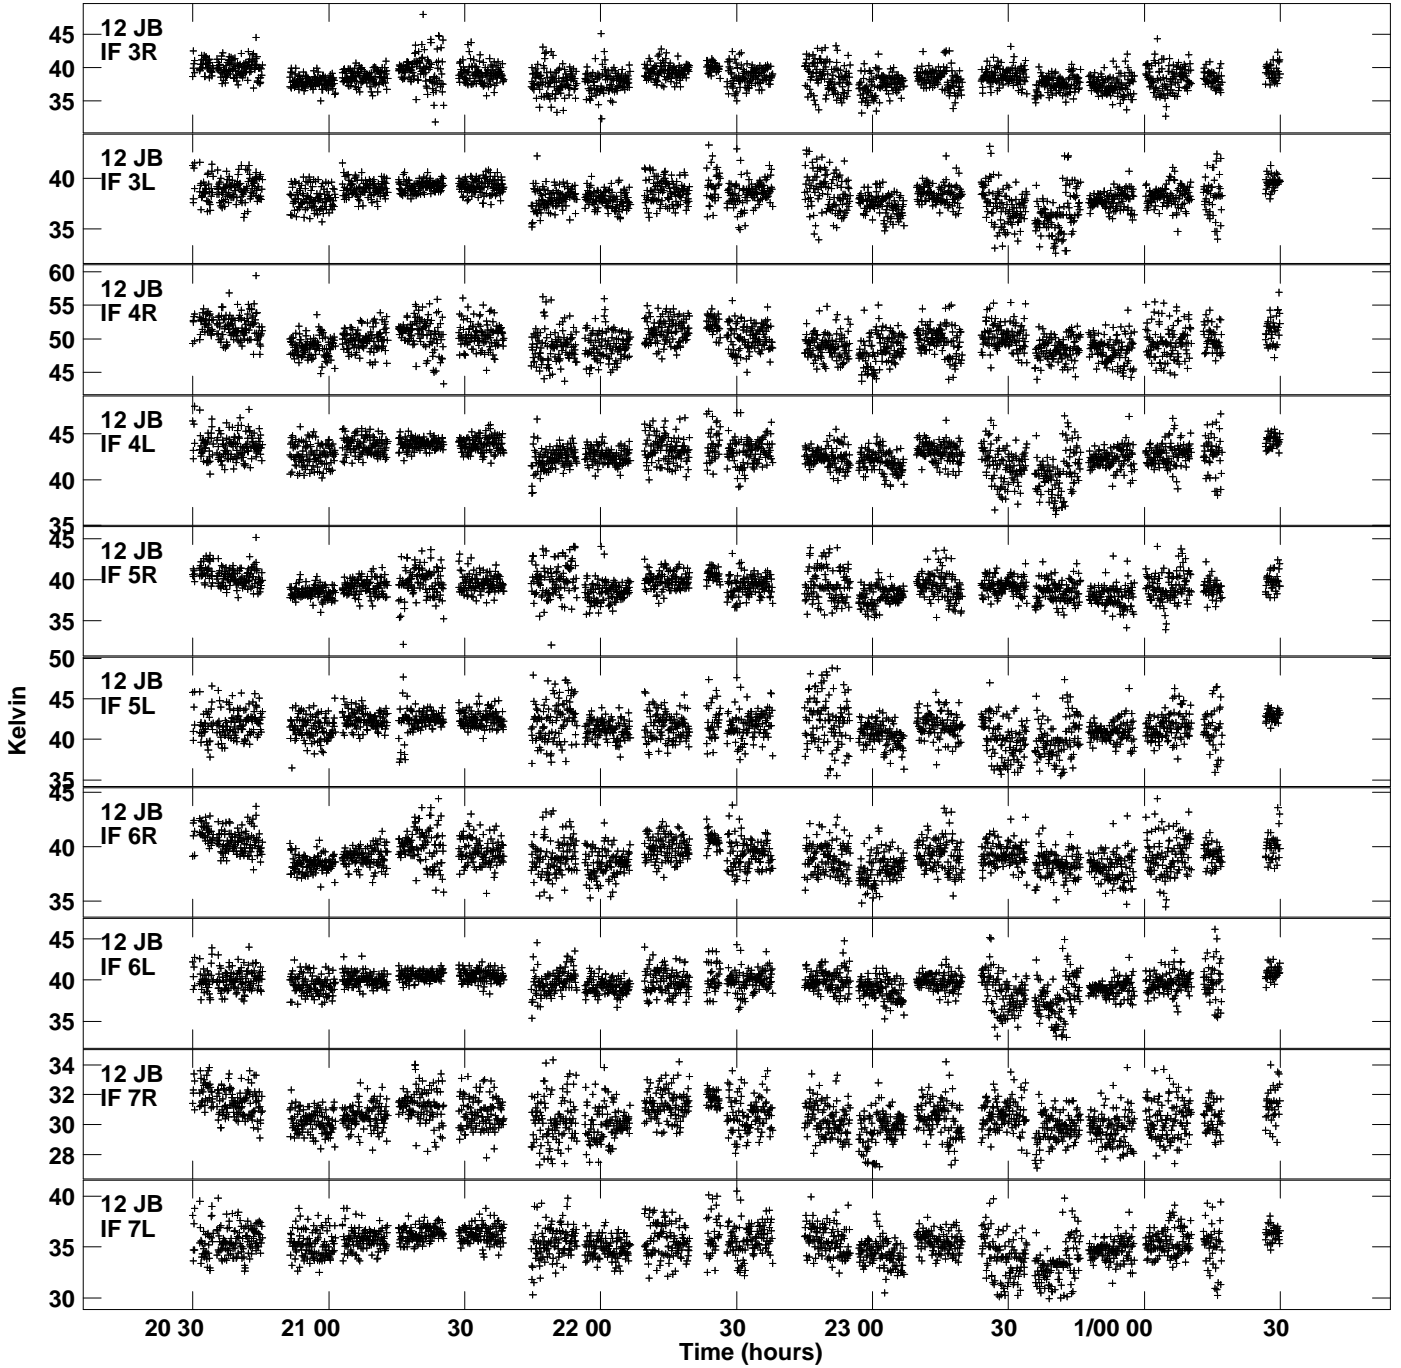 12 JB
IF 3R
45
40
35
12 JB
IF 3L
40
35
12 JB
IF 4R
60
55
50
45
12 JB
IF 4L
45
40
35
12 JB
IF 5R
45
40
35
12 JB
IF 5L
50
45
40
35
12 JB
IF 6R
45
40
35
12 JB
IF 6L
45
40
35
12 JB
IF 7R
34
32
30
28
12 JB
IF 7L
40
35
30
Kelvin
20 30 21 00 30 22 00 30 23 00 30 1/00 00 30
Time (hours)